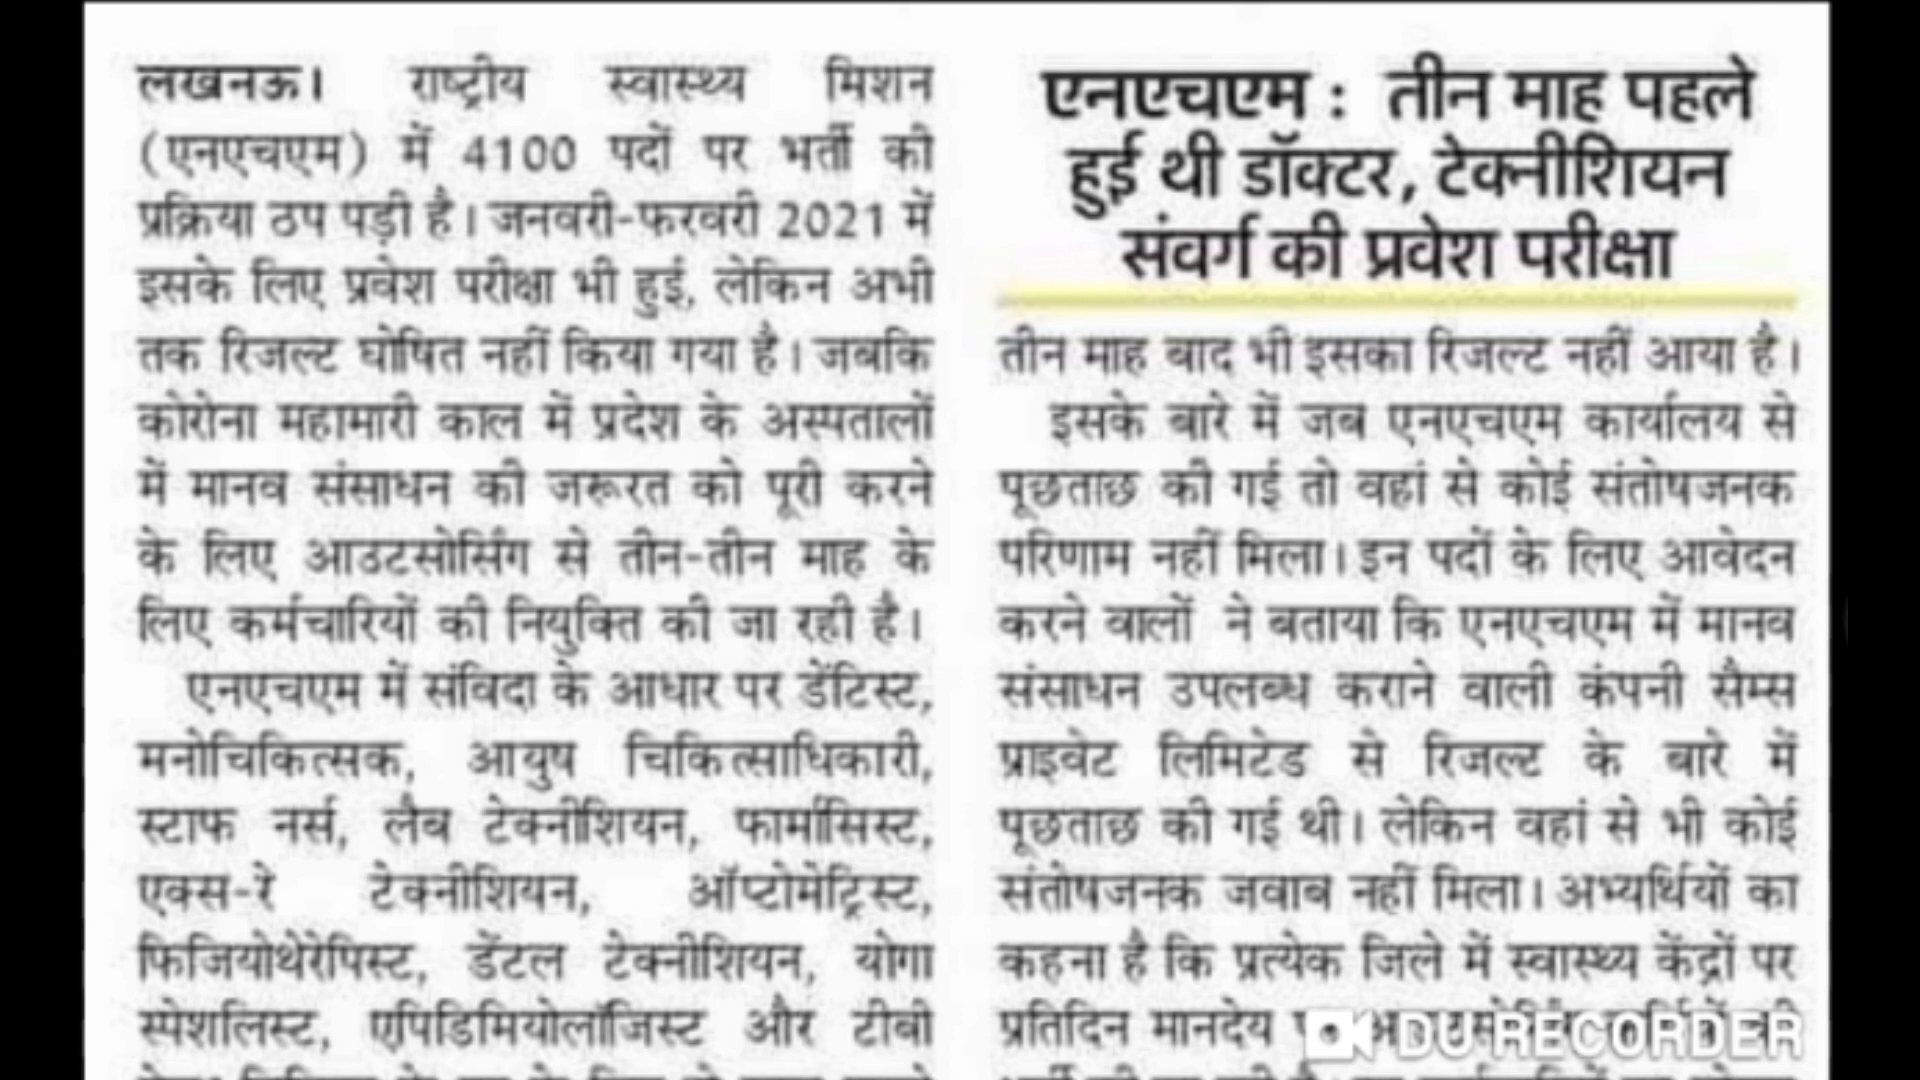 लखनऊ। राष्ट्रीय स्वास्थ्य मिशन
(एनएचएम) में 4100 पदों पर भर्ती की
प्रक्रिया ठप पड़ी है। जनवरी-फरवरी 2021 में
इसके लिए प्रवेश परीक्षा भी हुई, लेकिन अभी
तक रिजल्ट घोषित नहीं किया गया है। जबकि
कोरोना महामारी काल में प्रदेश के अस्पतालों
में मानव संसाधन की जरूरत को पूरी करने
के लिए आउटसोर्सिंग से तीन-तीन माह के
लिए कर्मचारियों की नियुक्ति की जा रही है।
एनएचएम में संविदा के आधार पर डेंटिस्ट,
मनोचिकित्सक, आयुष चिकित्साधिकारी,
स्टाफ नर्स, लैब टेक्नीशियन, फार्मासिस्ट,
एक्स-रे टेक्नीशियन, ऑप्टोमेट्रिस्ट,
फिजियोथेरेपिस्ट, डेंटल टेक्नीशियन, योगा
स्पेशलिस्ट, एपिडिमियोलॉजिस्ट और टीबी
एनएचएम : तीन माह पहले
हुई थी डॉक्टर, टेक्नीशियन
संवर्ग की प्रवेश परीक्षा
तीन माह बाद भी इसका रिजल्ट नहीं आया है।
इसके बारे में जब एनएचएम कार्यालय से
पूछताछ की गई तो वहां से कोई संतोषजनक
परिणाम नहीं मिला। इन पदों के लिए आवेदन
करने वालों ने बताया कि एनएचएम में मानव
संसाधन उपलब्ध कराने वाली कंपनी सैम्स
प्राइवेट लिमिटेड से रिजल्ट के बारे में
पूछताछ की गई थी। लेकिन वहां से भी कोई
संतोषजनक जवाब नहीं मिला। अभ्यर्थियों का
कहना है कि प्रत्येक जिले में स्वास्थ्य केंद्रों पर
प्रतिदिन मानदेय
DU RECORDER